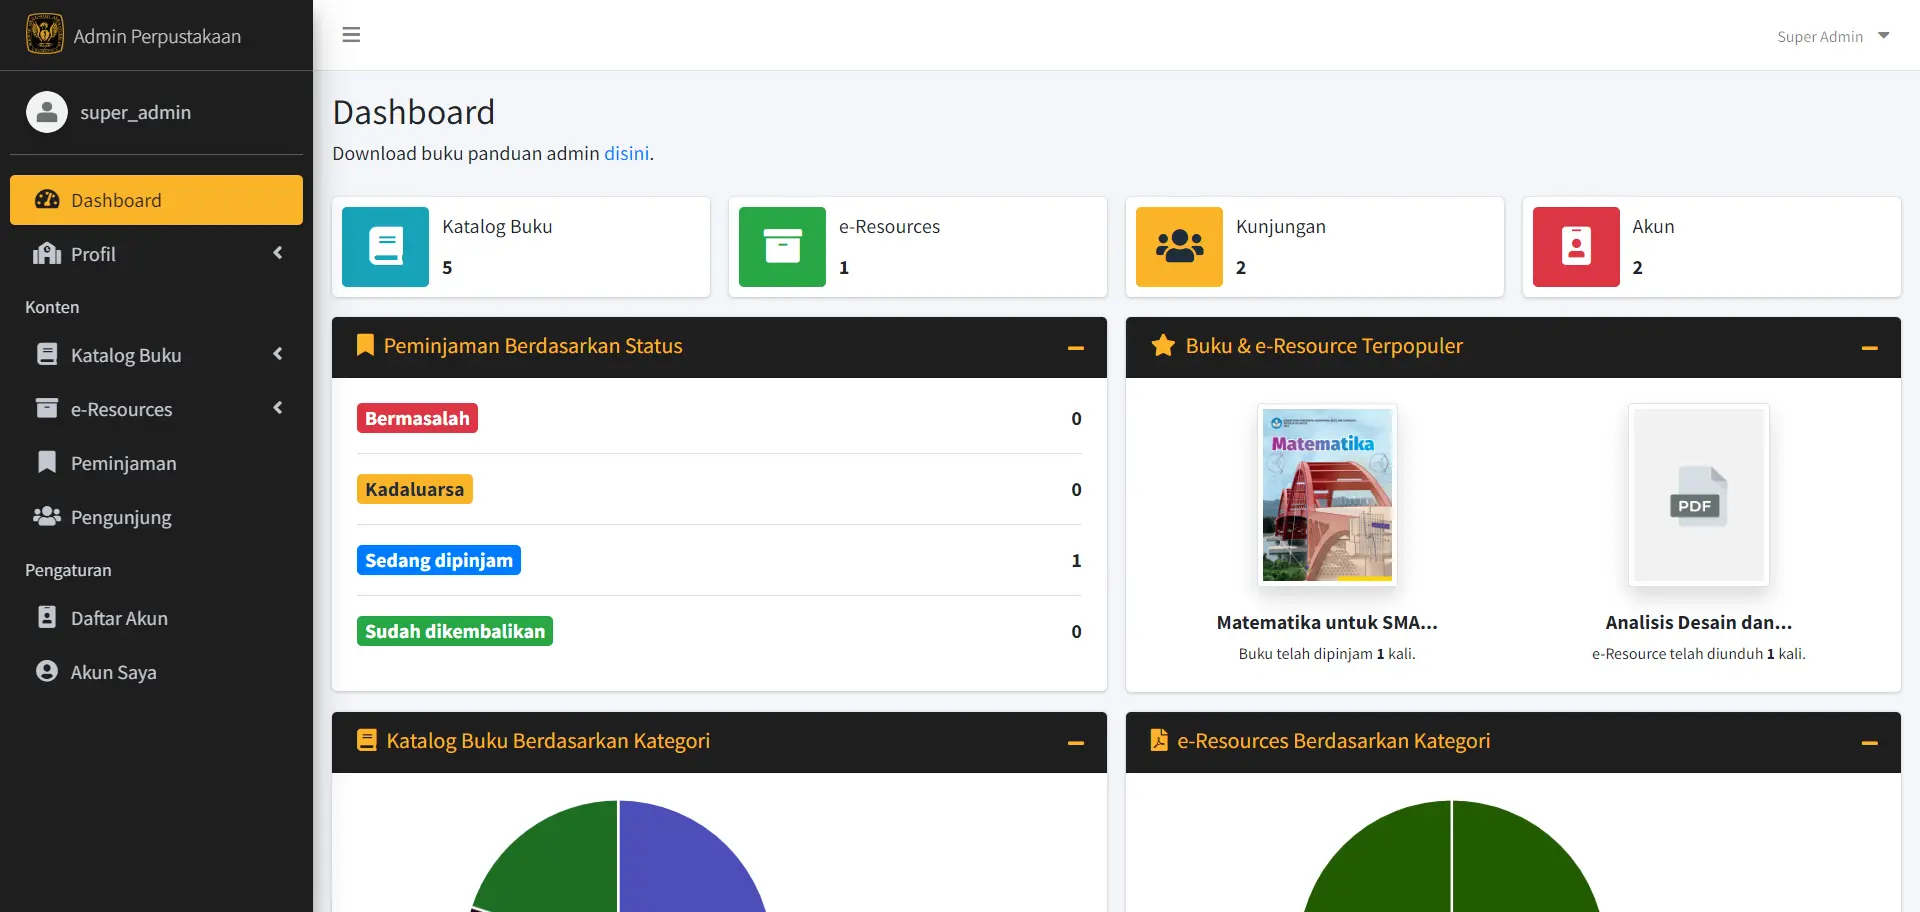 Admin Perpustakaan
Super Admin
super_admin
Dashboard
Profil
Konten
Katalog Buku
e-Resources
Peminjaman
Pengunjung
Pengaturan
Daftar Akun
Akun Saya
Dashboard
Download buku panduan admin disini.
Katalog Buku
5
e-Resources
1
Kunjungan
2
Akun
2
Peminjaman Berdasarkan Status
Bermasalah 0
Kadaluarsa 0
Sedang dipinjam 1
Sudah dikembalikan 0
Buku & e-Resource Terpopuler
Matematika
Matematika untuk SMA...
Buku telah dipinjam 1 kali.
PDF
Analisis Desain dan...
e-Resource telah diunduh 1 kali.
Katalog Buku Berdasarkan Kategori
e-Resources Berdasarkan Kategori